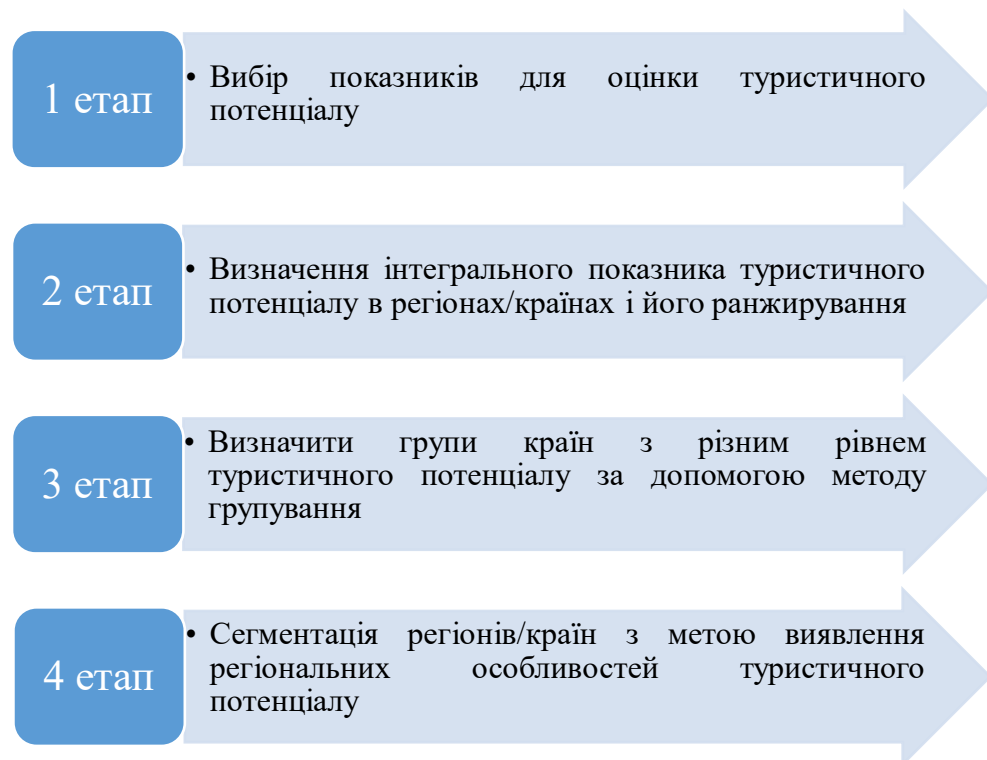 1 етап
• Вибір показників для оцінки туристичного
потенціалу
2 етап
• Визначення інтегрального показника туристичного
потенціалу в регіонах/країнах і його ранжирування
3 етап
• Визначити групи країн з різним рівнем
туристичного потенціалу за допомогою методу
групування
4 етап
• Сегментація регіонів/країн з метою виявлення
регіональних особливостей туристичного
потенціалу